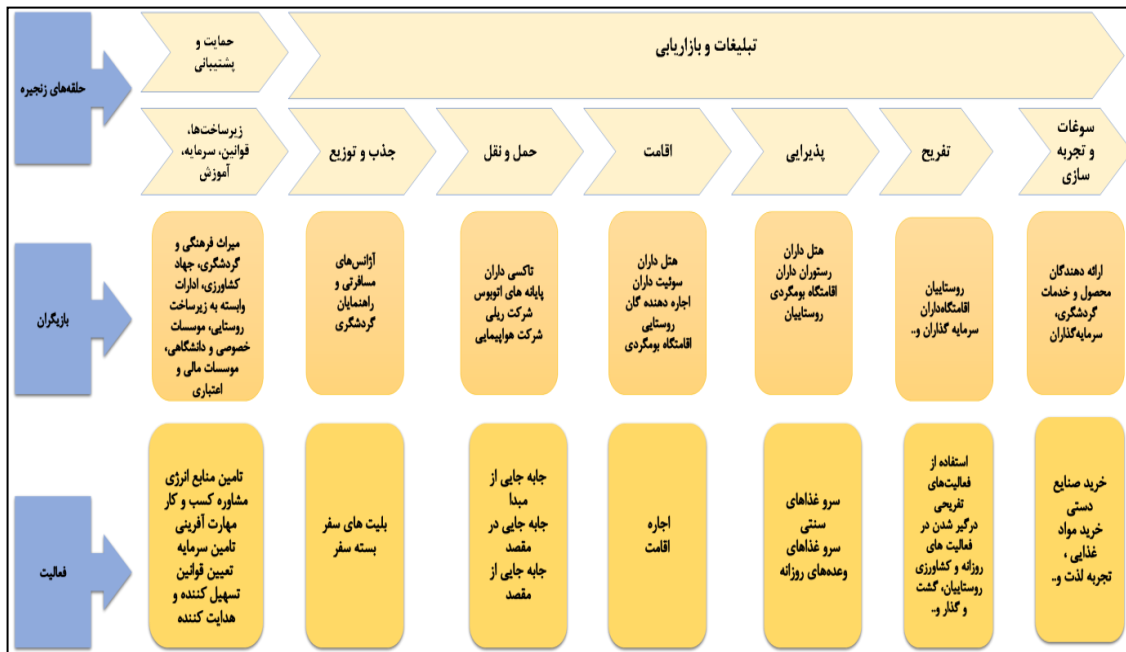 حلقه‌های زنجیره
حمایت و
پشتیبانی
تبلیغات و بازاریابی
زیرساخت‌ها،
قوانین، سرمایه،
آموزش
جذب و توزیع
حمل و نقل
اقامت
پذیرایی
تفریح
سوغات
و تجربه
سازی
بازیگران
میراث فرهنگی و
گردشگری، جهاد
کشاورزی، ادارات
وابسته به زیرساخت
روستایی، موسسات
خصوصی و دانشگاهی،
موسسات مالی و
اعتباری
آژانس‌های
مسافرتی و
راهنمایان
گردشگری
تاکسی داران
پایانه های اتوبوس
شرکت ریلی
شرکت هواپیمایی
هتل داران
سوئیت داران
اجاره دهنده گان
روستایی
اقامتگاه بومگردی
هتل داران
رستوران داران
اقامتگاه بومگردی
روستاییان
روستاییان
اقامتگاه‌داران
سرمایه گذاران و..
ارائه دهندگان
محصول و خدمات
گردشگری،
سرمایه‌گذاران
فعالیت
تامین منابع انرژی
مشاوره کسب و کار
مهارت آفرینی
تامین سرمایه
تعیین قوانین
تسهیل کننده و
هدایت کننده
بلیت های سفر
بسته سفر
جابه جایی از
مبدا
جابه جایی در
مقصد
جابه جایی از
مقصد
اجاره
اقامت
سرو غذاهای
سنتی
سرو غذاهای
وعده‌های روزانه
استفاده از
فعالیت‌های
تفریحی
درگیر شدن در
فعالیت های
روزانه و کشاورزی
روستاییان، گشت
و گذار و..
خرید صنایع
دستی
خرید مواد
غذایی ،
تجربه لذت و..